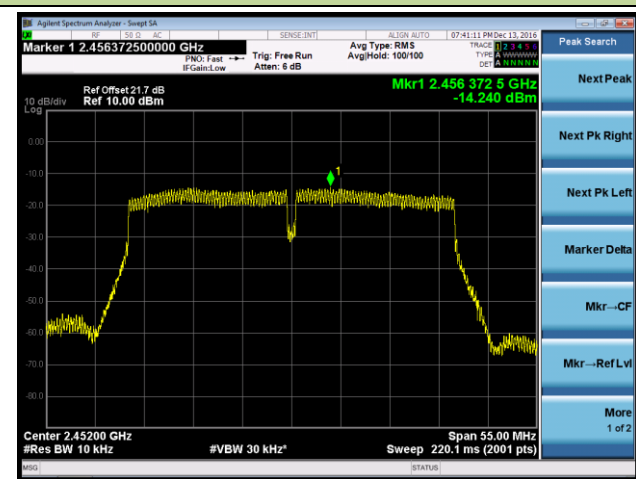 Agilent Spectrum Analyzer - Swept SA
RF 50 Ω AC SENSE:INT ALIGN AUTO 07:41:11 PM Dec 13, 2016
Marker 1 2.456372500000 GHz
PNO: Fast
IFGain:Low
Trig: Free Run
Atten: 6 dB
Avg Type: RMS
Avg|Hold: 100/100
TRACE 1 2 3 4 5 6
TYPE A WWWWW
DET A N N N N N
Peak Search
Ref Offset 21.7 dB
10 dB/div Ref 10.00 dBm
Log
Mkr1 2.456 372 5 GHz
-14.240 dBm
Next Peak
0.00
Next Pk Right
-10.0
1
Next Pk Left
-20.0
-30.0
Marker Delta
-40.0
-50.0
Mkr→CF
-60.0
Mkr→Ref Lvl
-70.0
-80.0
More
1 of 2
Center 2.45200 GHz Span 55.00 MHz
#Res BW 10 kHz #VBW 30 kHz* Sweep 220.1 ms (2001 pts)
MSG STATUS